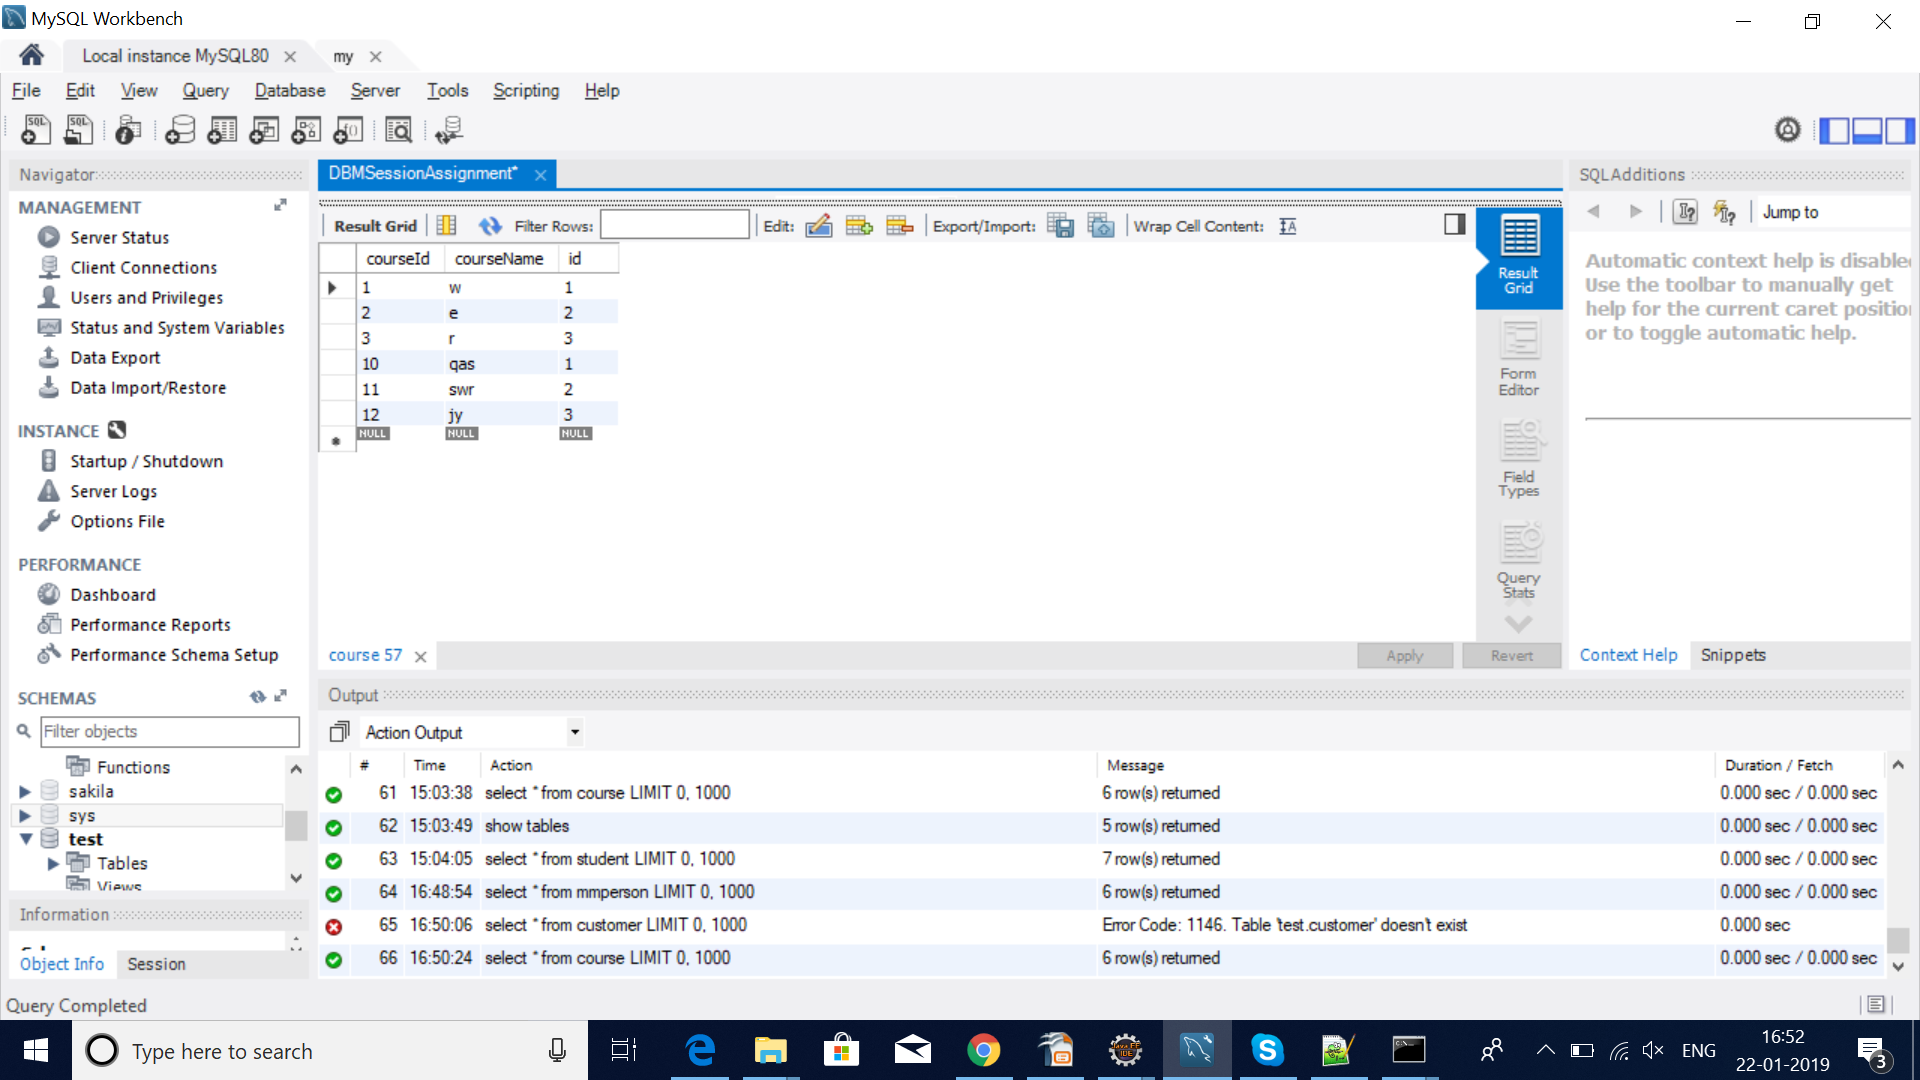 MySQL Workbench
Local instance MySQL80
my
File Edit View Query Database Server Tools Scripting Help
Navigator
MANAGEMENT
Server Status
Client Connections
Users and Privileges
Status and System Variables
Data Export
Data Import/Restore
INSTANCE
Startup / Shutdown
Server Logs
Options File
PERFORMANCE
Dashboard
Performance Reports
Performance Schema Setup
SCHEMAS
Filter objects
Functions
sakila
sys
test
Tables
Views
Information
Object Info Session
DBMSessionAssignment*
Result Grid Filter Rows: Edit: Export/Import: Wrap Cell Content:
courseId courseName id
1 w 1
2 e 2
3 r 3
10 qas 1
11 swr 2
12 jy 3
NULL NULL NULL
Result
Grid
Form
Editor
Field
Types
Query
Stats
course 57
Apply Revert
SQLAdditions
Jump to
Automatic context help is disable
Use the toolbar to manually get
help for the current caret positio
or to toggle automatic help.
Context Help Snippets
Output
Action Output
# Time Action Message Duration / Fetch
61 15:03:38 select * from course LIMIT 0, 1000 6 row(s) returned 0.000 sec / 0.000 sec
62 15:03:49 show tables 5 row(s) returned 0.000 sec / 0.000 sec
63 15:04:05 select * from student LIMIT 0, 1000 7 row(s) returned 0.000 sec / 0.000 sec
64 16:48:54 select * from mmperson LIMIT 0, 1000 6 row(s) returned 0.000 sec / 0.000 sec
65 16:50:06 select * from customer LIMIT 0, 1000 Error Code: 1146. Table 'test.customer' doesn't exist 0.000 sec
66 16:50:24 select * from course LIMIT 0, 1000 6 row(s) returned 0.000 sec / 0.000 sec
Query Completed
Type here to search
ENG
16:52
22-01-2019
3